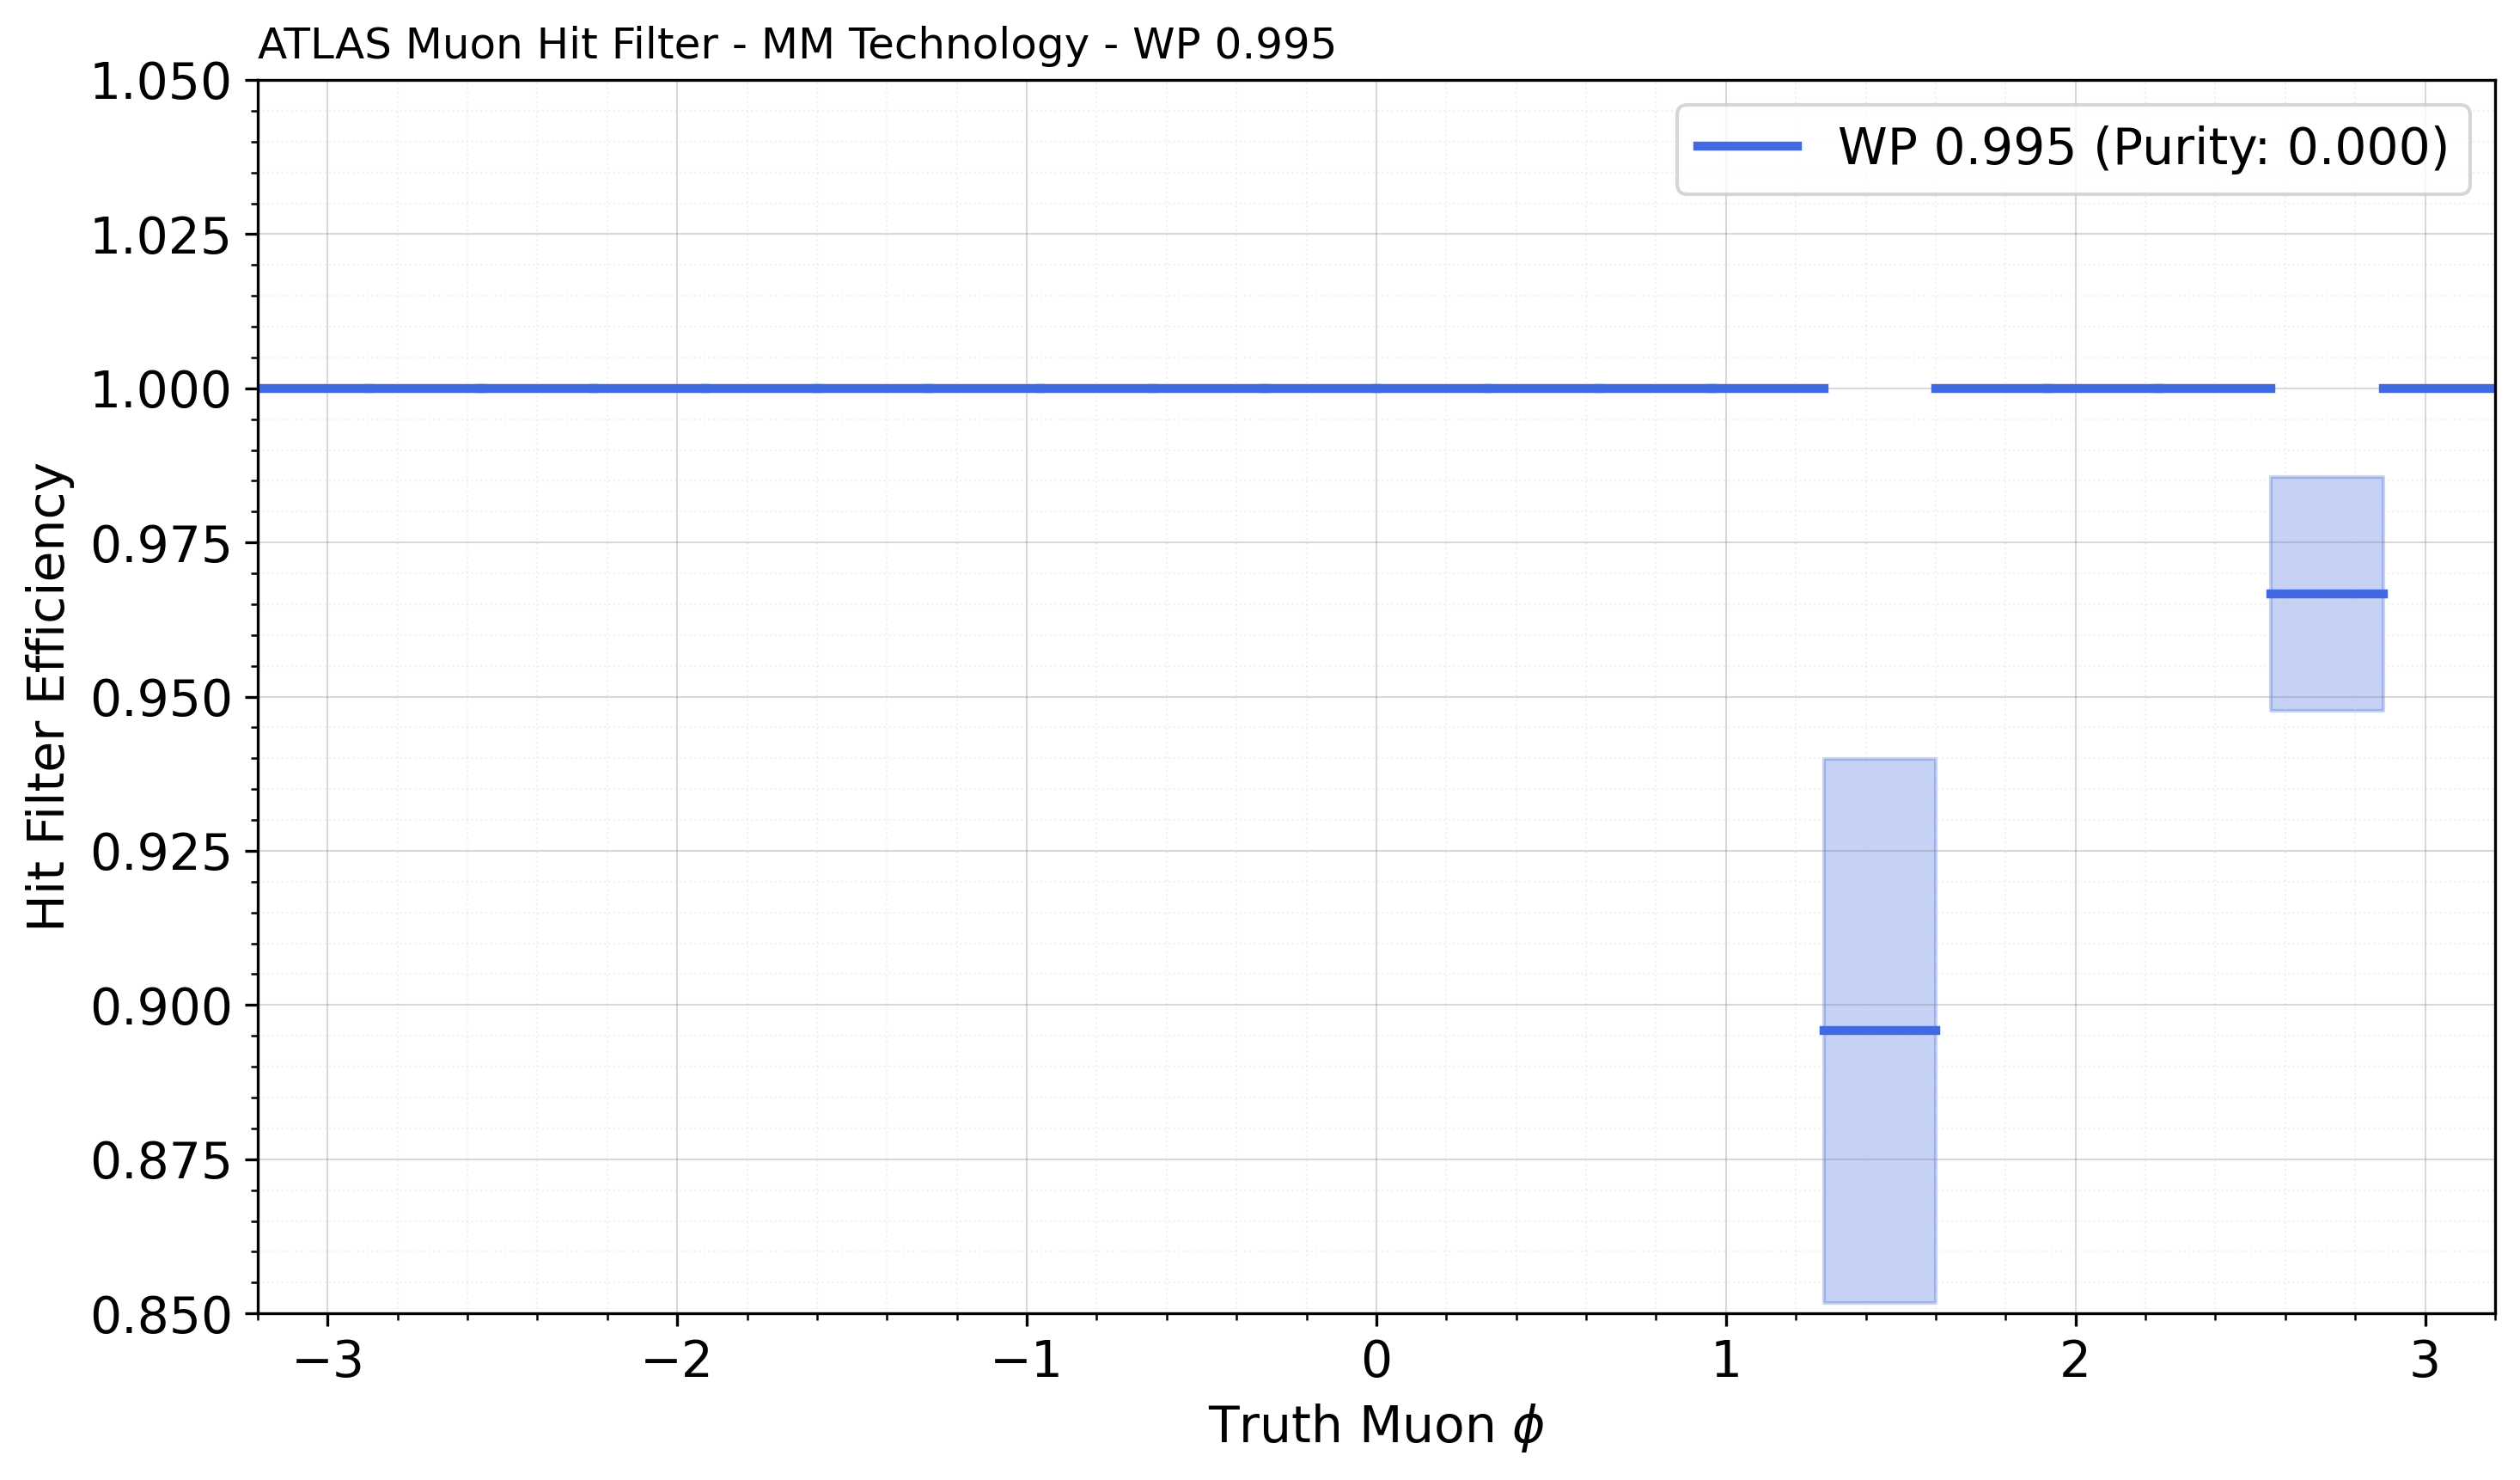 ATLAS Muon Hit Filter - MM Technology - WP 0.995
1.050
1.025
1.000
0.975
0.950
0.925
0.900
0.875
0.850
Hit Filter Efficiency
WP 0.995 (Purity: 0.000)
−3 −2 −1 0 1 2 3
Truth Muon ϕ